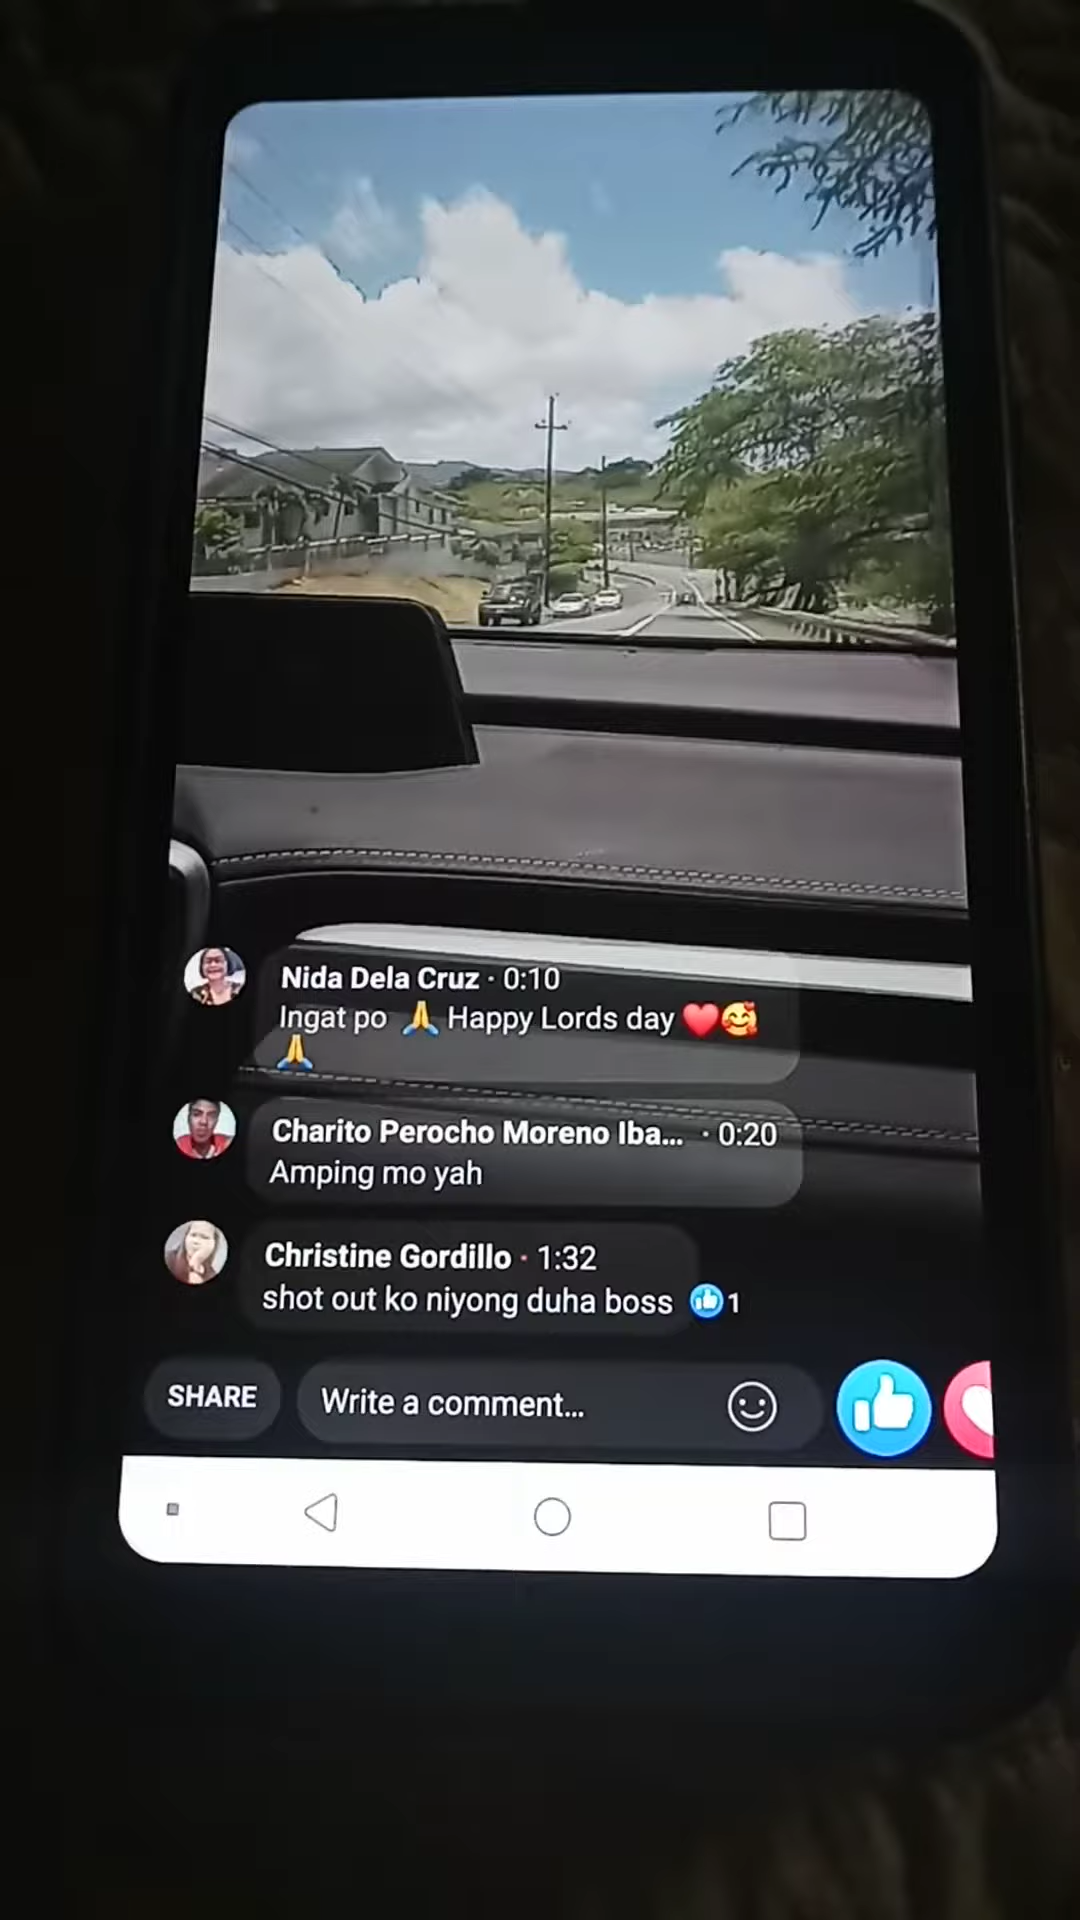 Nida Dela Cruz · 0:10
Ingat po 🙏 Happy Lords day ❤️🥰
🙏
Charito Perocho Moreno Iba... · 0:20
Amping mo yah
Christine Gordillo · 1:32
shot out ko niyong duha boss 👍 1
SHARE
Write a comment...